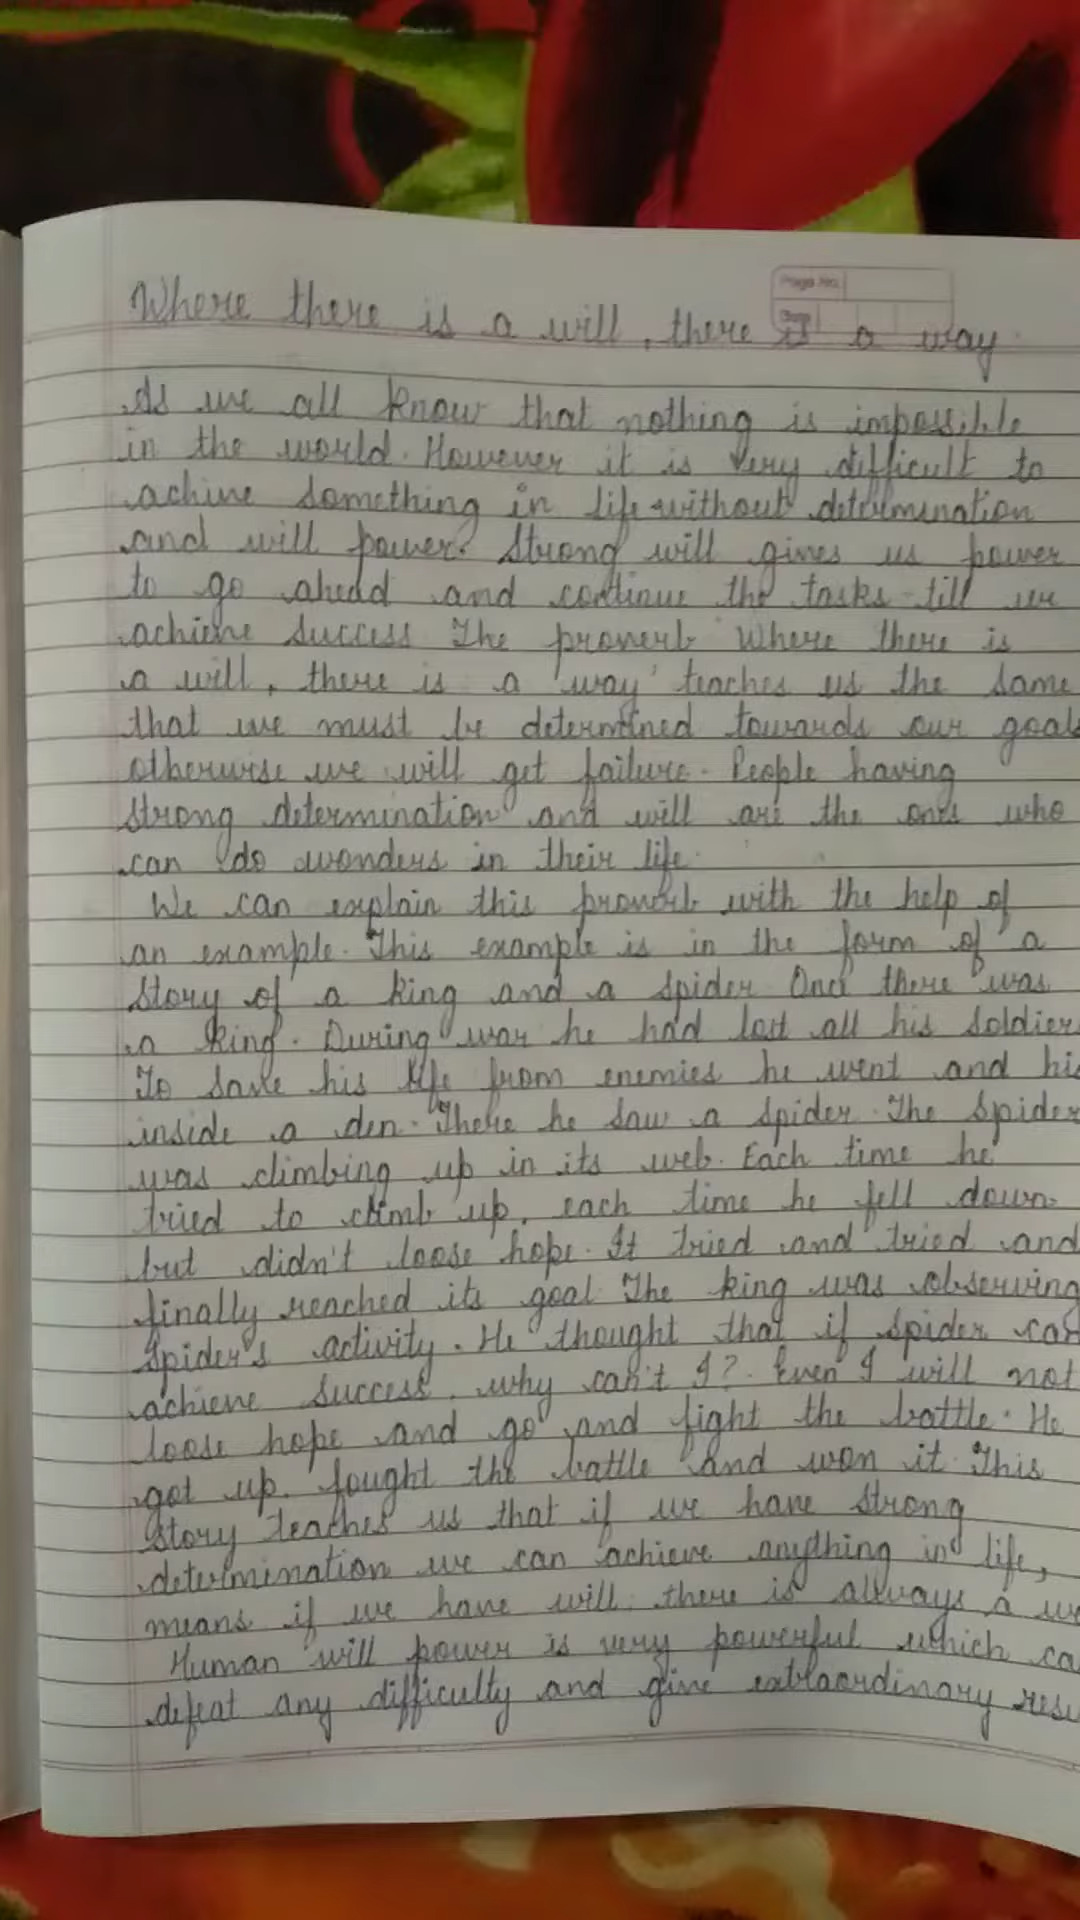 Page No.
Date
Where there is a will, there is a way.
As we all know that nothing is impossible
in the world. However it is very difficult to
achive something in life without determination
and will power. Strong will gives us power
to go ahead and continue the tasks till we
achieve success The proverb 'Where there is
a will, there is a way' teaches us the same
that we must be determined towards our goals
otherwise we will get failure. People having
strong determination and will are the ones who
can do wonders in their life.
We can explain this proverb with the help of
an example. This example is in the form of a
story of a king and a spider. Once there was
a king. During war he had lost all his soldier
To save his life from enemies he went and his
inside a den. There he saw a spider. The spider
was climbing up in its web. Each time he
tried to climb up, each time he fell down
but didn't loose hope. It tried and tried and
finally reached its goal The king was observing
spider's activity. He thought that if spider can
achieve success, why can't I?. Even I will not
loose hope and go and fight the battle. He
got up, fought the battle and won it. This
story teaches us that if we have strong
determination we can achieve anything in life,
means if we have will, there is allways a
Human will power is very powerful which ca
defeat any difficulty and give extraordinary resu